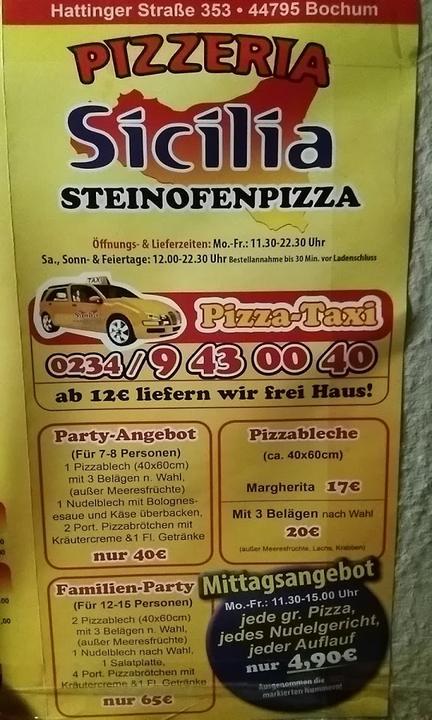 Hattinger Straße 353 • 44795 Bochum
PIZZERIA
Sicilia
STEINOFENPIZZA
Öffnungs- & Lieferzeiten: Mo.-Fr.: 11.30-22.30 Uhr
Sa., Sonn- & Feiertage: 12.00-22.30 Uhr Bestellannahme bis 30 Min. vor Ladenschluss
TAXI
Pizza-Taxi
0234 / 9 43 00 40
ab 12€ liefern wir frei Haus!
Party-Angebot
(Für 7-8 Personen)
1 Pizzablech (40x60cm)
mit 3 Belägen n. Wahl,
(außer Meeresfrüchte)
1 Nudelblech mit Bolognes-
esaue und Käse überbacken,
2 Port. Pizzabrötchen mit
Kräutercreme &1 Fl. Getränke
nur 40€
Pizzableche
(ca. 40x60cm)
Margherita 17€
Mit 3 Belägen nach Wahl
20€
(außer Meeresfrüchte, Lachs, Krabben)
Familien-Party
(Für 12-15 Personen)
2 Pizzablech (40x60cm)
mit 3 Belägen n. Wahl,
(außer Meeresfrüchte)
1 Nudelblech nach Wahl,
1 Salatplatte,
4 Port. Pizzabrötchen mit
Kräutercreme &1 Fl. Getränke
nur 65€
Mittagsangebot
Mo.-Fr.: 11.30-15.00 Uhr
jede gr. Pizza,
jedes Nudelgericht,
jeder Auflauf
nur 4,90€
Ausgenommen die
markierten Nummern!